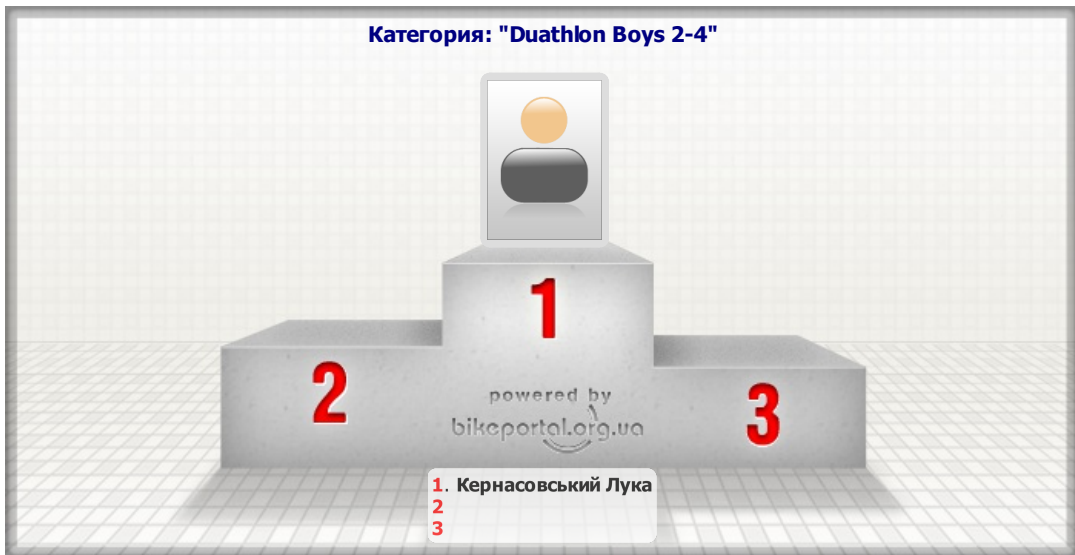 Категория: "Duathlon Boys 2-4"
1
2
3
powered by
bikeportal.org.ua
1. Кернасовський Лука
2
3